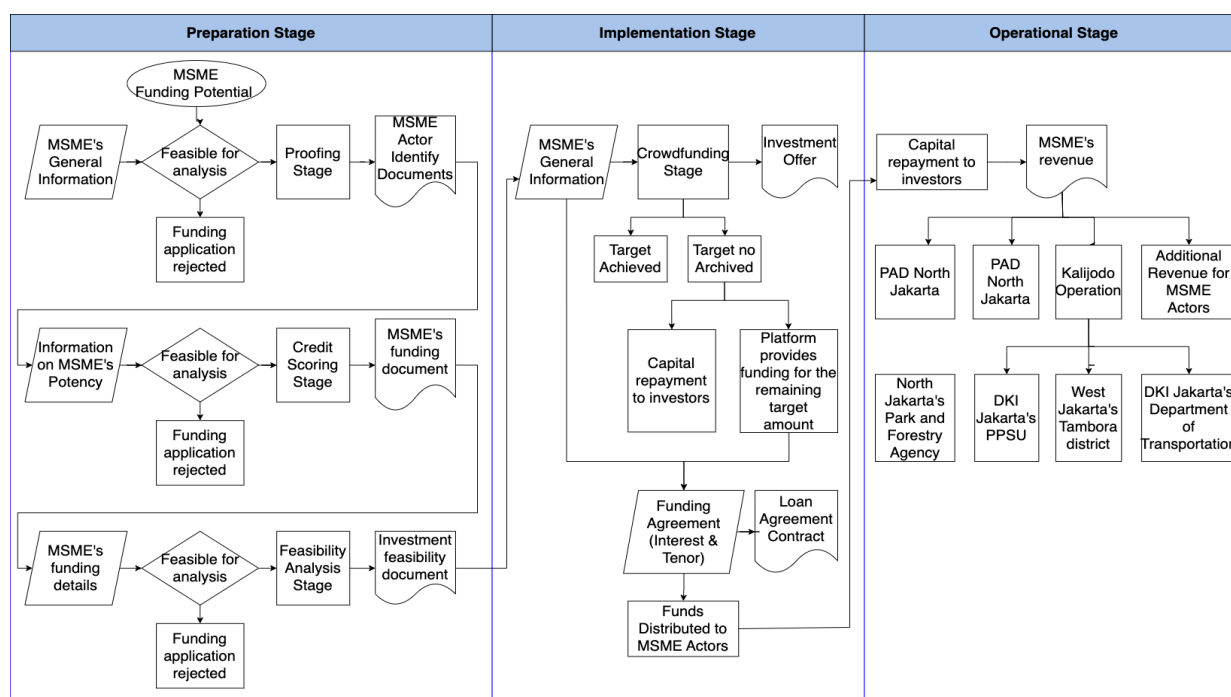 Preparation Stage
Implementation Stage
Operational Stage
MSME
Funding Potential
MSME's
General
Information
Feasible for
analysis
Proofing
Stage
MSME
Actor
Identify
Documents
Funding
application
rejected
Information
on MSME's
Potency
Feasible for
analysis
Credit
Scoring
Stage
MSME's
funding
document
Funding
application
rejected
MSME's
funding
details
Feasible for
analysis
Feasibility
Analysis
Stage
Investment
feasibility
document
Funding
application
rejected
MSME's
General
Information
Crowdfunding
Stage
Investment
Offer
Target
Achieved
Target no
Archived
Capital
repayment
to investors
Platform
provides
funding for the
remaining
target
amount
Funding
Agreement
(Interest &
Tenor)
Loan
Agreement
Contract
Funds
Distributed to
MSME Actors
Capital
repayment to
investors
MSME's
revenue
PAD North
Jakarta
PAD
North
Jakarta
Kalijodo
Operation
Additional
Revenue for
MSME
Actors
North
Jakarta's
Park and
Forestry
Agency
DKI
Jakarta's
PPSU
West
Jakarta's
Tambora
district
DKI Jakarta's
Department
of
Transportation